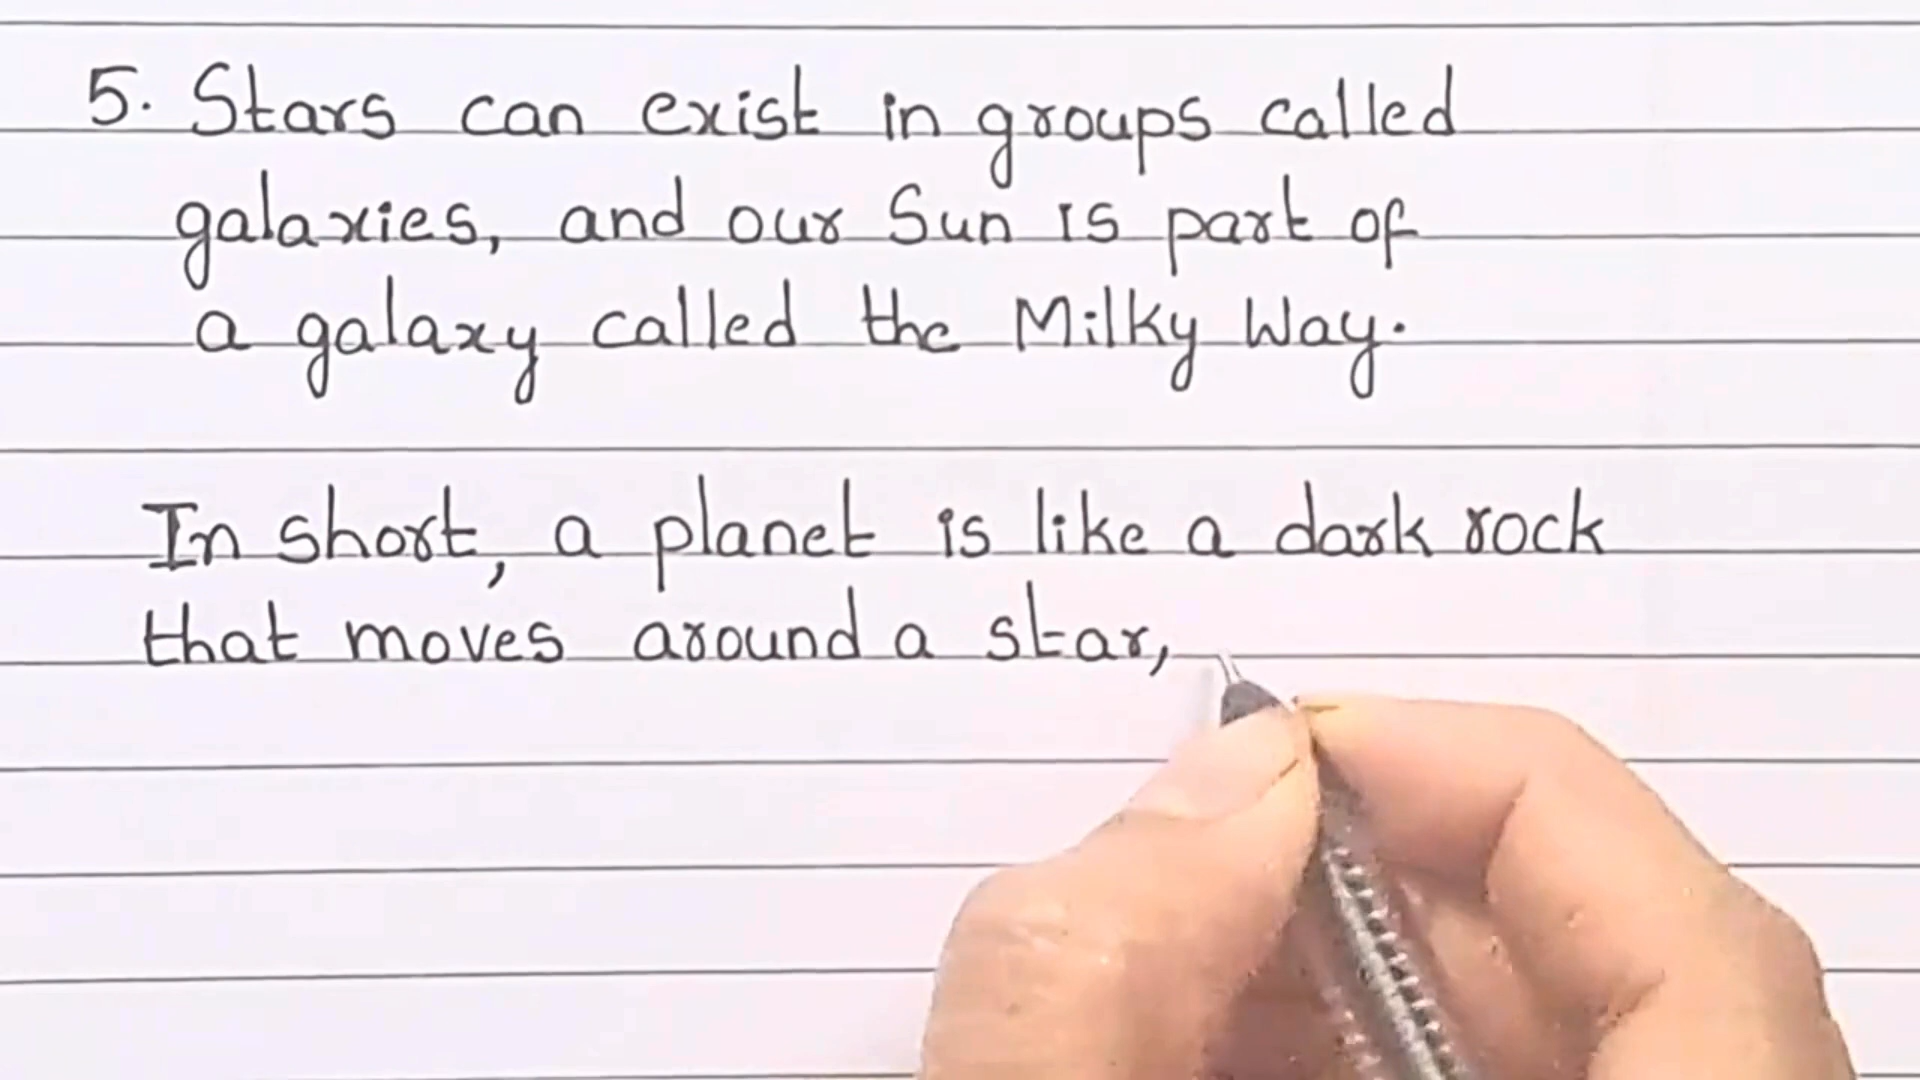 5. Stars can exist in groups called
galaxies, and our Sun is part of
a galaxy called the Milky Way.
In short, a planet is like a dark rock
that moves around a star,